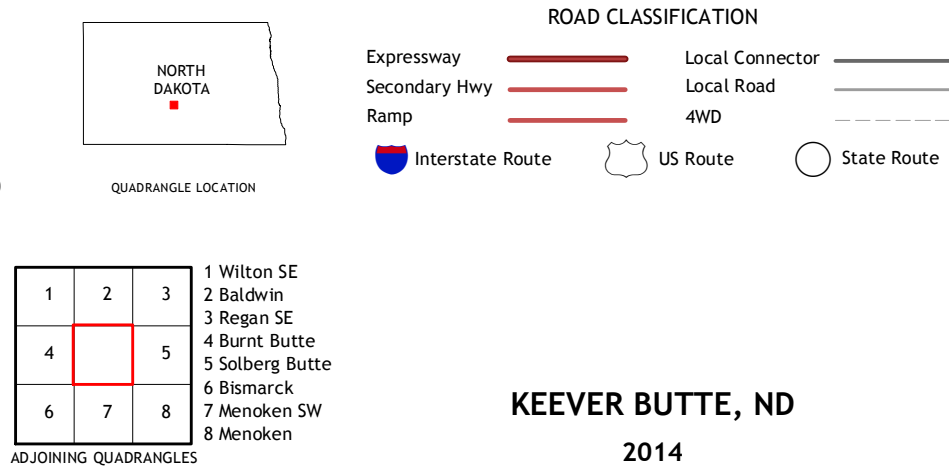 ROAD CLASSIFICATION
Expressway
Secondary Hwy
Ramp
Local Connector
Local Road
4WD
Interstate Route
US Route
State Route
NORTH
DAKOTA
QUADRANGLE LOCATION
1 2 3
4 5
6 7 8
1 Wilton SE
2 Baldwin
3 Regan SE
4 Burnt Butte
5 Solberg Butte
6 Bismarck
7 Menoken SW
8 Menoken
ADJOINING QUADRANGLES
KEEVER BUTTE, ND
2014